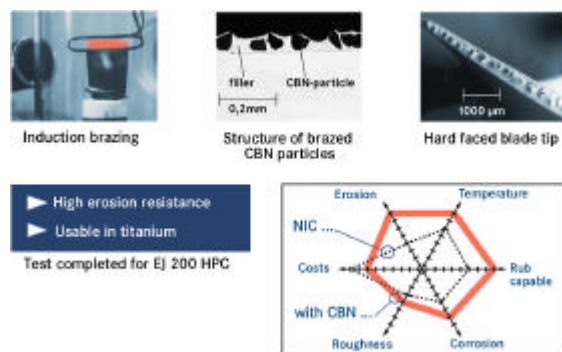 filler
CBN-particle
0,2mm
1000 µm
Induction brazing
Structure of brazed
CBN particles
Hard faced blade tip
High erosion resistance
Usable in titanium
Test completed for EJ 200 HPC
Erosion
Temperature
NIC ...
Costs
Rub
capable
with CBN ...
Roughness
Corrosion